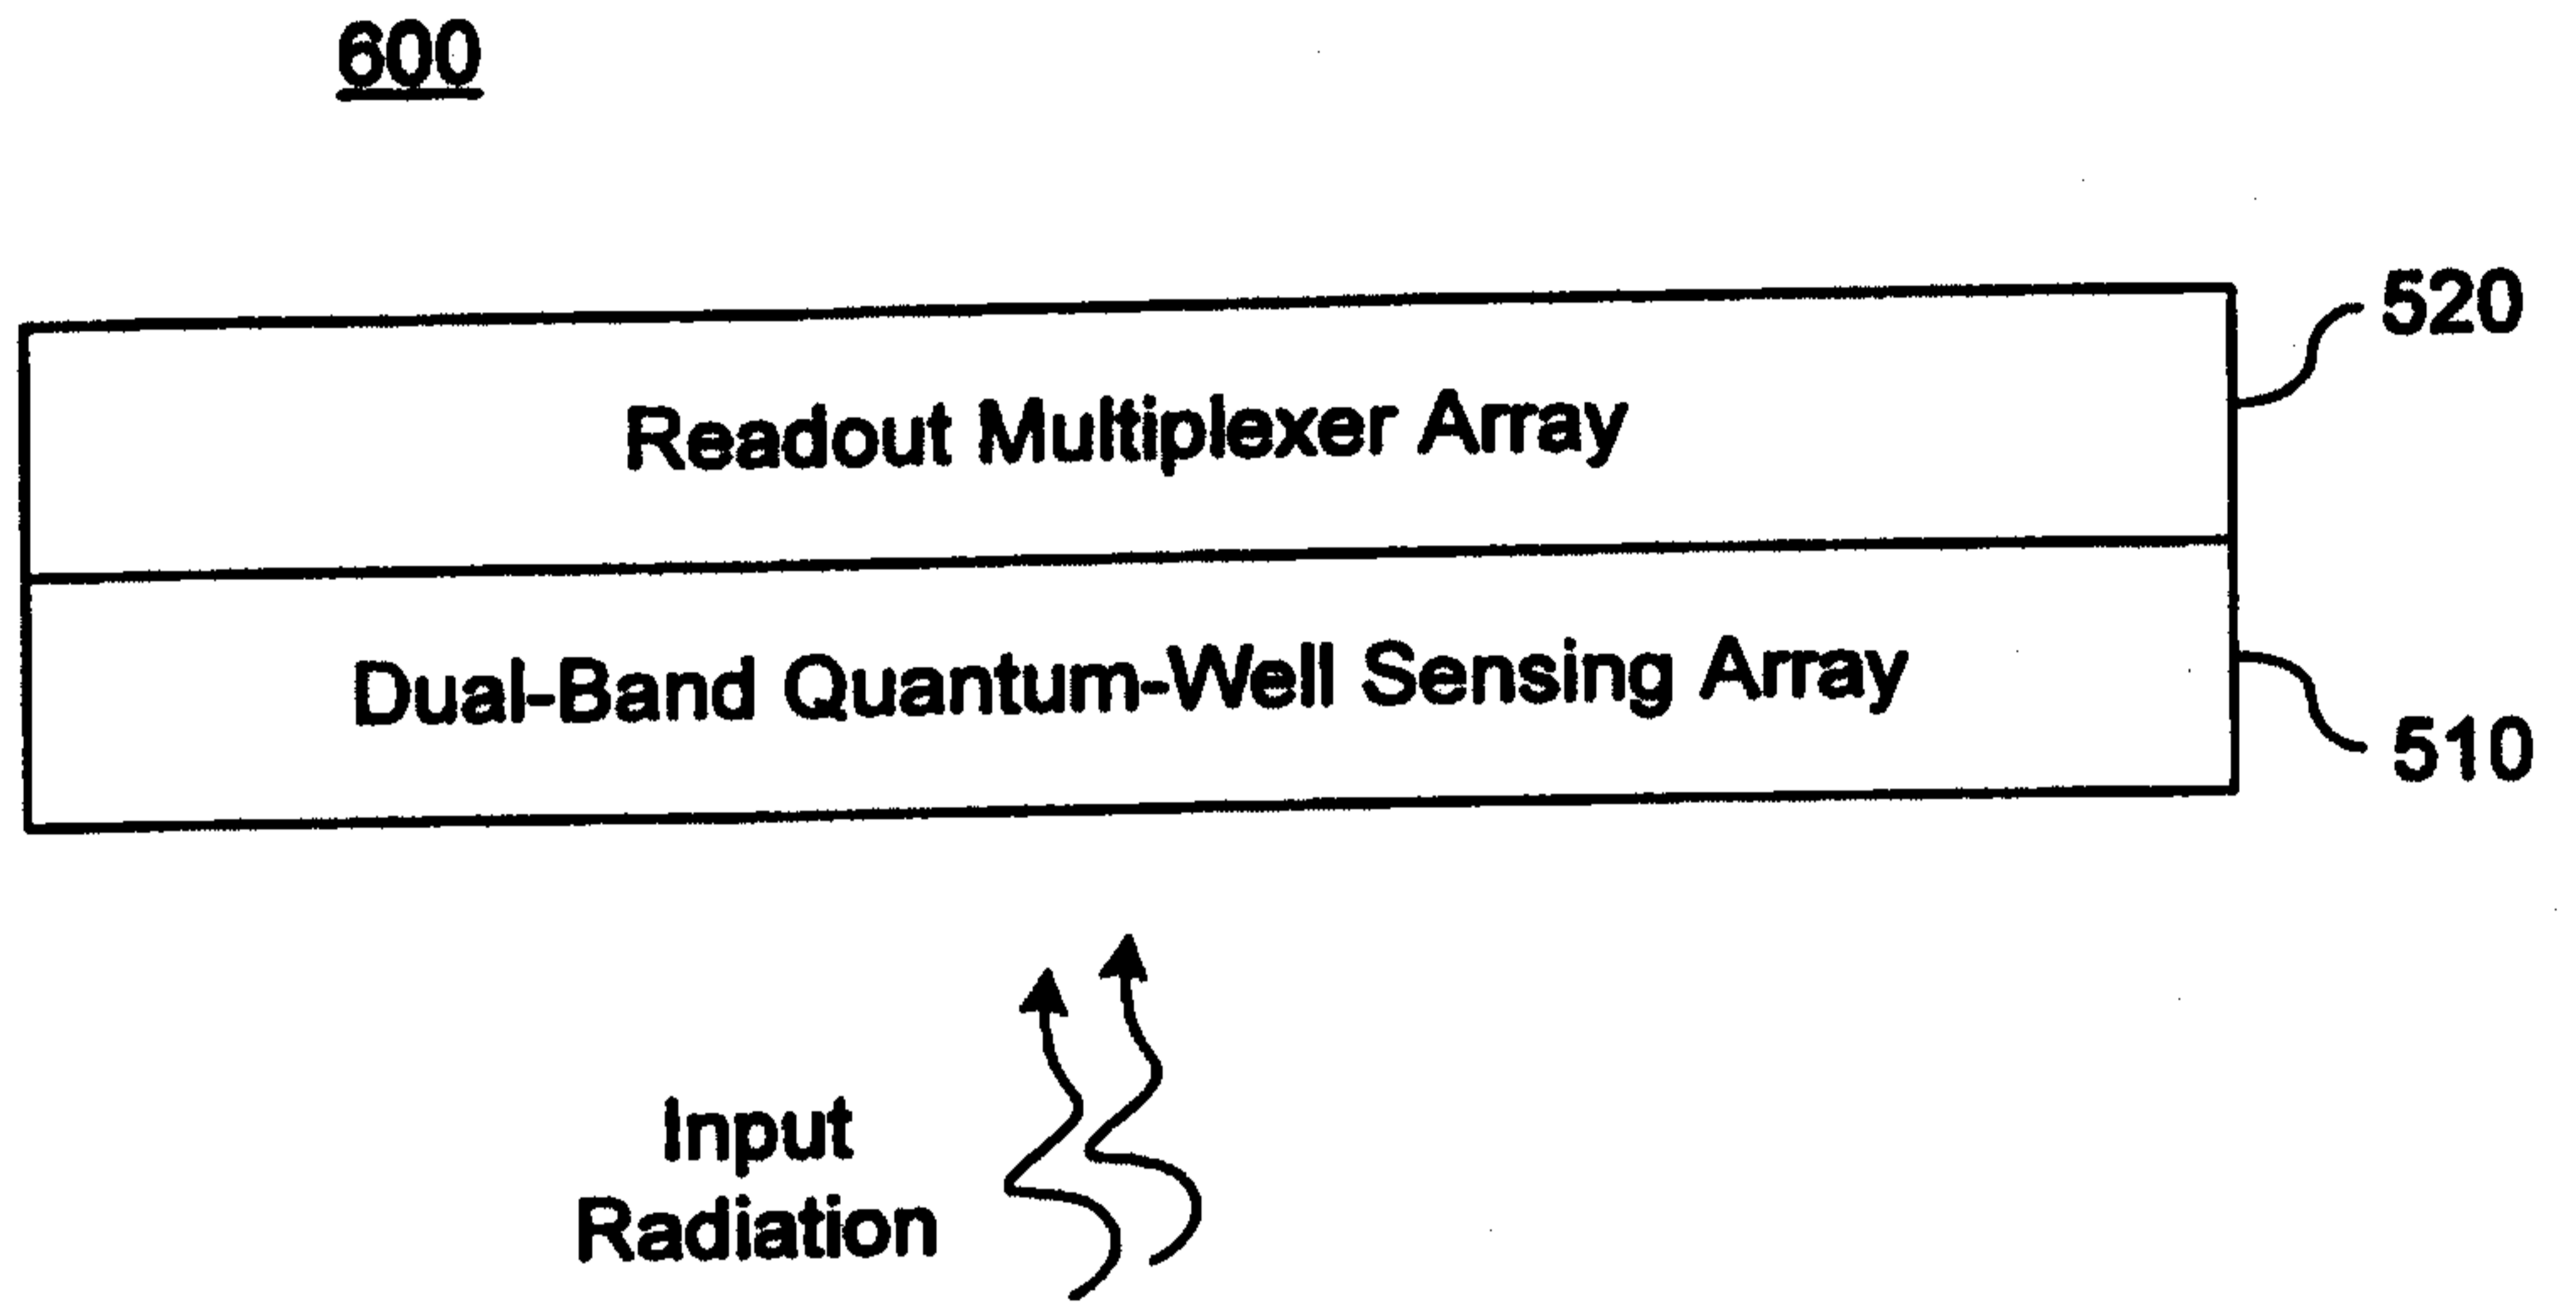 600
520
Readout Multiplexer Array
Dual-Band Quantum-Well Sensing Array
510
Input
Radiation